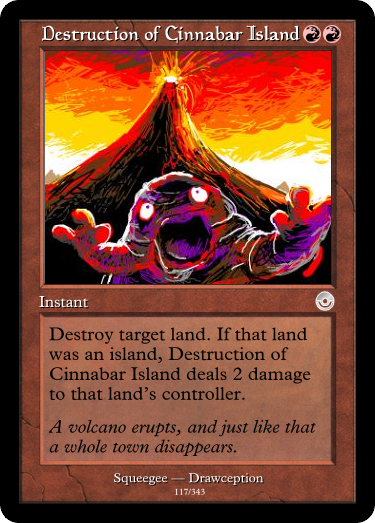 Destruction of Cinnabar Island
Instant
Destroy target land. If that land
was an island, Destruction of
Cinnabar Island deals 2 damage
to that land's controller.
A volcano erupts, and just like that
a whole town disappears.
Squeegee — Drawception
117/343